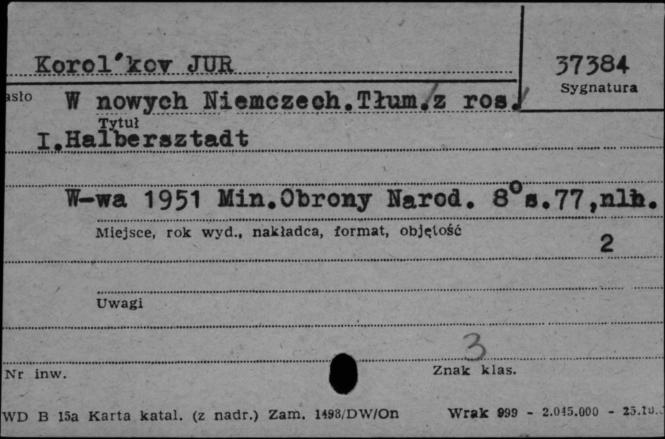 Korol'kov JUR
37384
Sygnatura
asło W nowych Niemczech.Tłum./z ros./
Tytuł
I.Halbersztadt
W-wa 1951 Min.Obrony Narod. 8°s.77,nlb.
Miejsce, rok wyd., nakładca, format, objętość
2
Uwagi
3
Nr inw.
Znak klas.
WD B 15a Karta katal. (z nadr.) Zam. 1498/DW/On Wrak 999 - 2.045.000 - 25.10.